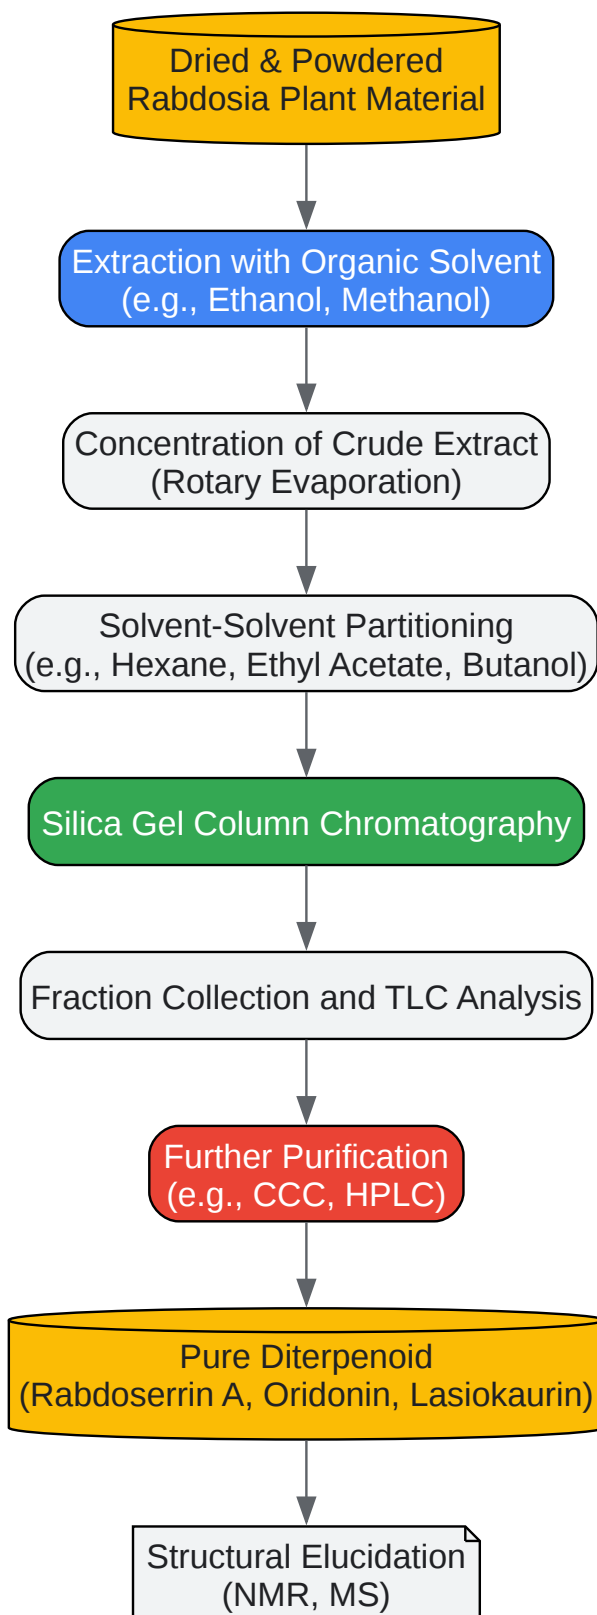 Dried & Powdered
Rabdosia Plant Material
Extraction with Organic Solvent
(e.g., Ethanol, Methanol)
Concentration of Crude Extract
(Rotary Evaporation)
Solvent-Solvent Partitioning
(e.g., Hexane, Ethyl Acetate, Butanol)
Silica Gel Column Chromatography
Fraction Collection and TLC Analysis
Further Purification
(e.g., CCC, HPLC)
Pure Diterpenoid
(Rabdoserrin A, Oridonin, Lasiokaurin)
Structural Elucidation
(NMR, MS)